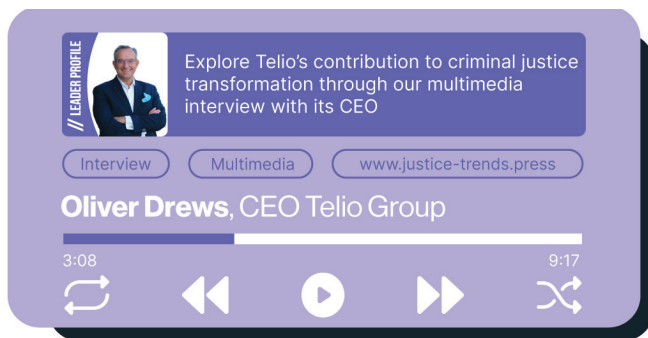 // LEADER PROFILE
Explore Telio's contribution to criminal justice
transformation through our multimedia
interview with its CEO
Interview
Multimedia
www.justice-trends.press
Oliver Drews, CEO Telio Group
3:08
9:17